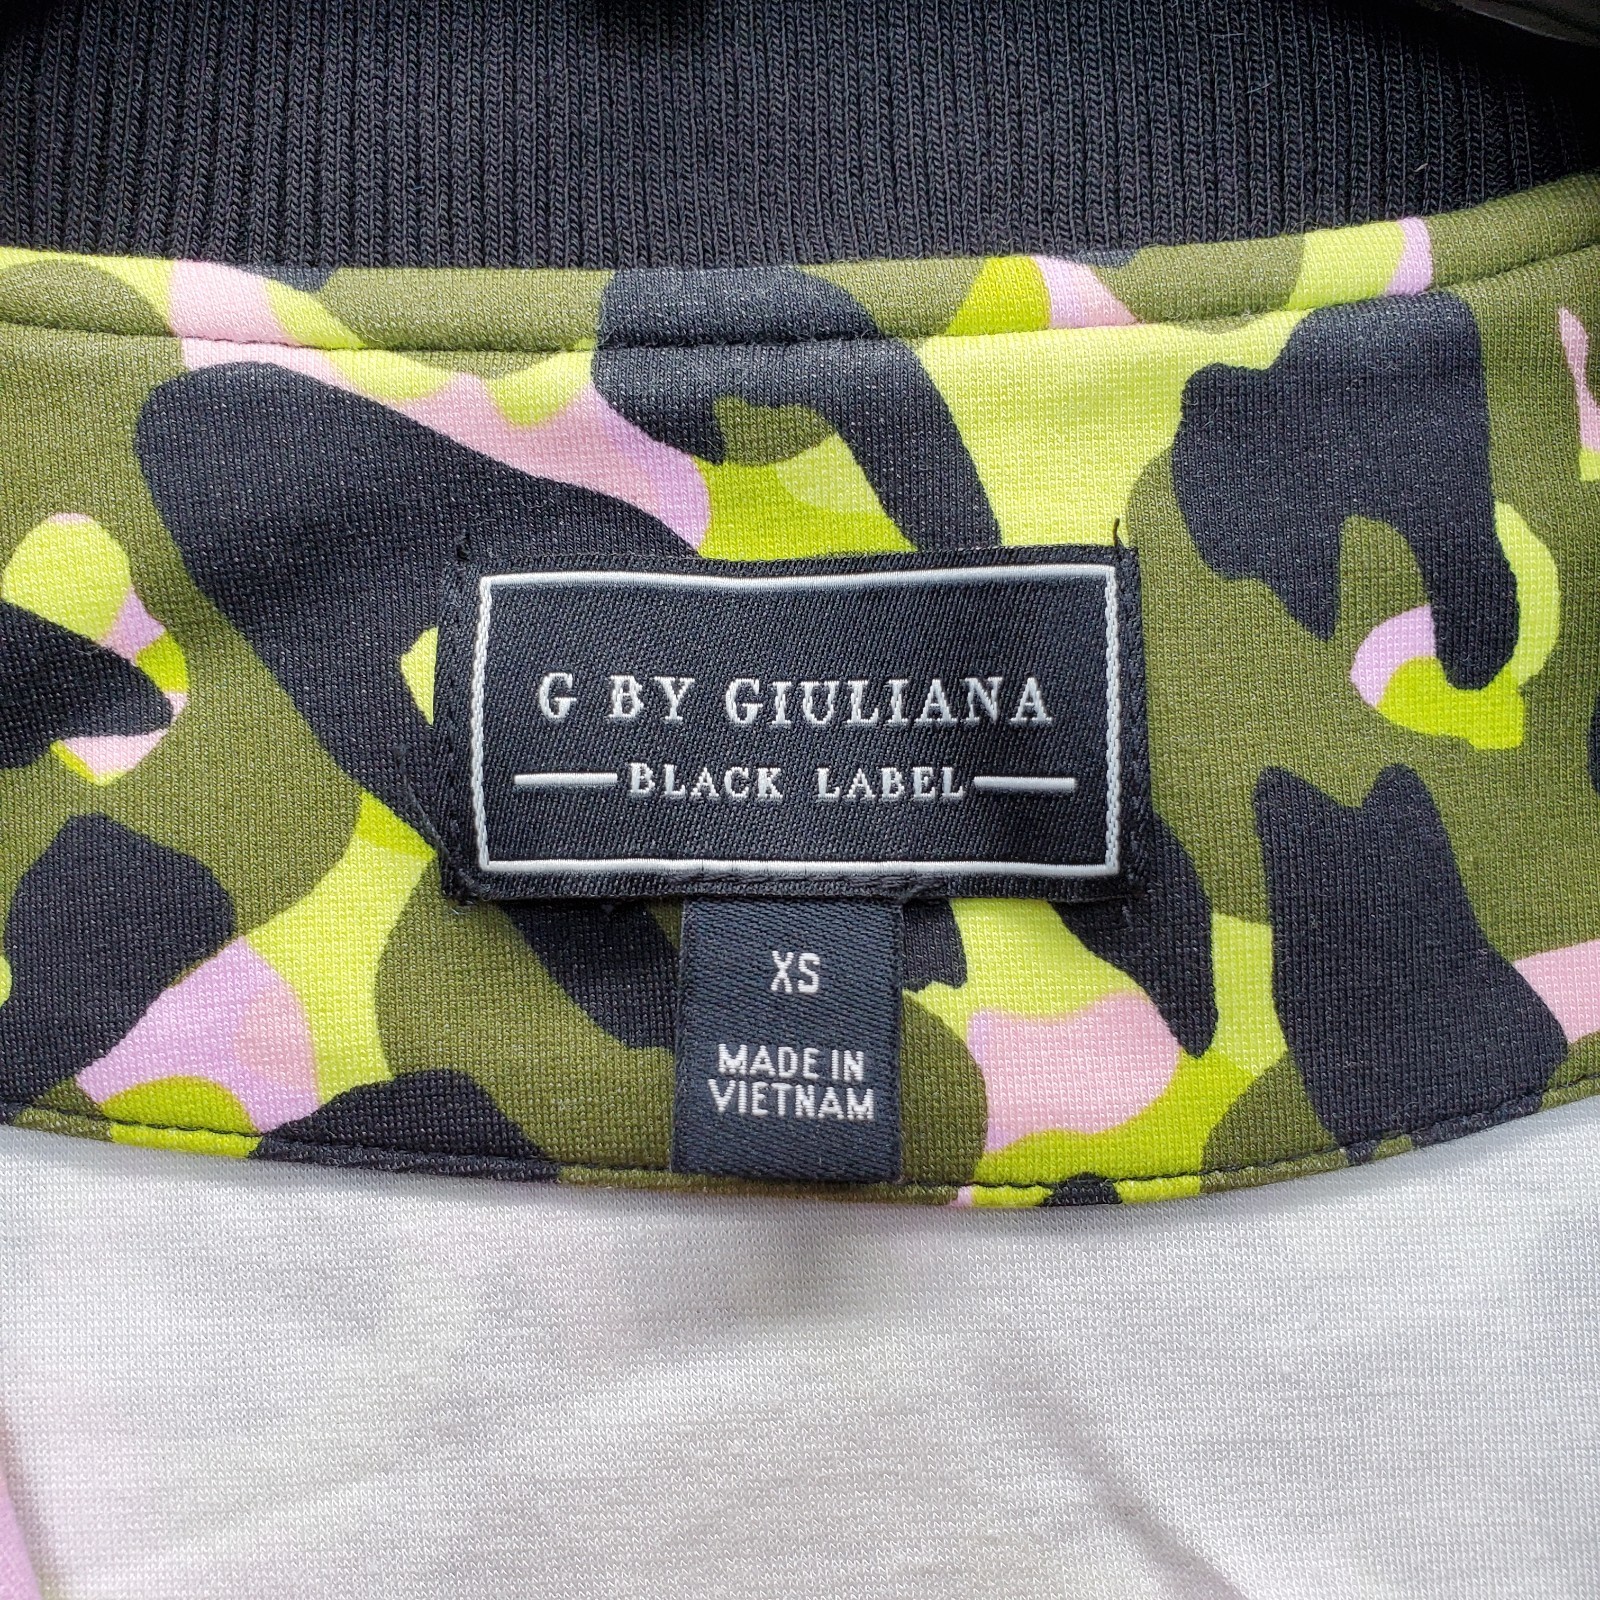 G BY GIULIANA
BLACK LABEL
XS
MADE IN
VIETNAM